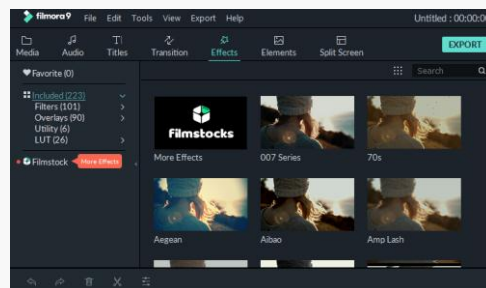 filmora9 File Edit Tools View Export Help Untitled : 00:00:0
Media Audio Titles Transition Effects Elements Split Screen EXPORT
Favorite (0) Search
Included (223)
Filters (101)
Overlays (90)
Utility (6)
LUT (26)
Filmstock More Effects
filmstocks
More Effects 007 Series 70s
Aegean Aibao Amp Lash